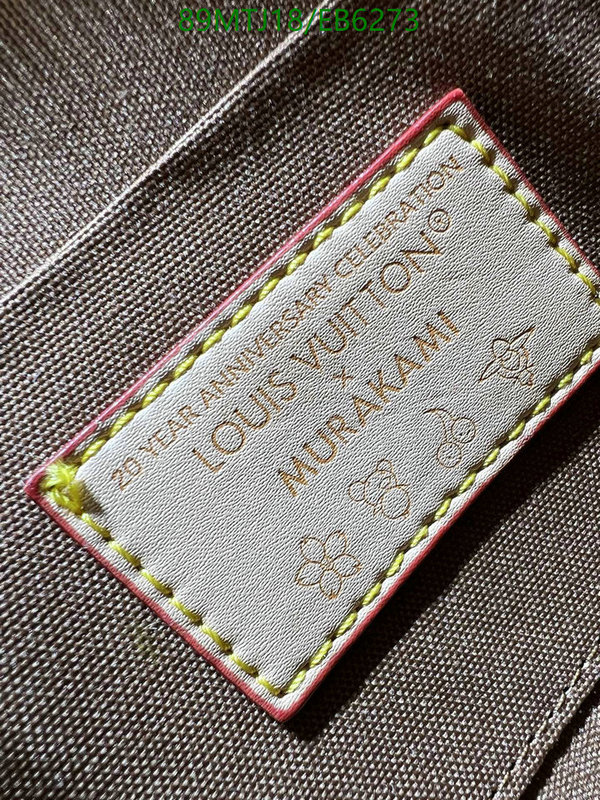 89MTJ18/EB6273
20 YEAR ANNIVERSARY CELEBRATION
LOUIS VUITTON®
×
MURAKAMI